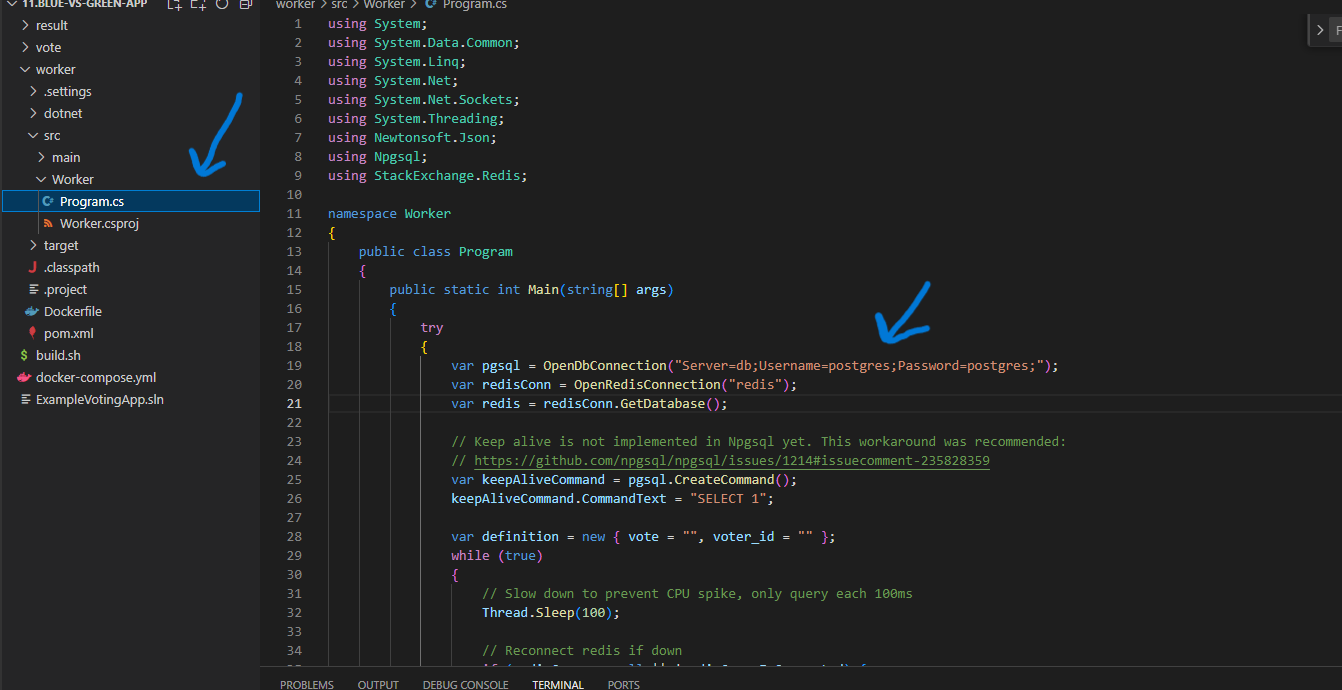 11.BLUE-VS-GREEN-APP
result
vote
worker
.settings
dotnet
src
main
Worker
Program.cs
Worker.csproj
target
.classpath
.project
Dockerfile
pom.xml
build.sh
docker-compose.yml
ExampleVotingApp.sln
worker > src > Worker > Program.cs
1 using System;
2 using System.Data.Common;
3 using System.Linq;
4 using System.Net;
5 using System.Net.Sockets;
6 using System.Threading;
7 using Newtonsoft.Json;
8 using Npgsql;
9 using StackExchange.Redis;
10
11 namespace Worker
12 {
13 public class Program
14 {
15 public static int Main(string[] args)
16 {
17 try
18 {
19 var pgsql = OpenDbConnection("Server=db;Username=postgres;Password=postgres;");
20 var redisConn = OpenRedisConnection("redis");
21 var redis = redisConn.GetDatabase();
22
23 // Keep alive is not implemented in Npgsql yet. This workaround was recommended:
24 // https://github.com/npgsql/npgsql/issues/1214#issuecomment-235828359
25 var keepAliveCommand = pgsql.CreateCommand();
26 keepAliveCommand.CommandText = "SELECT 1";
27
28 var definition = new { vote = "", voter_id = "" };
29 while (true)
30 {
31 // Slow down to prevent CPU spike, only query each 100ms
32 Thread.Sleep(100);
33
34 // Reconnect redis if down
PROBLEMS OUTPUT DEBUG CONSOLE TERMINAL PORTS